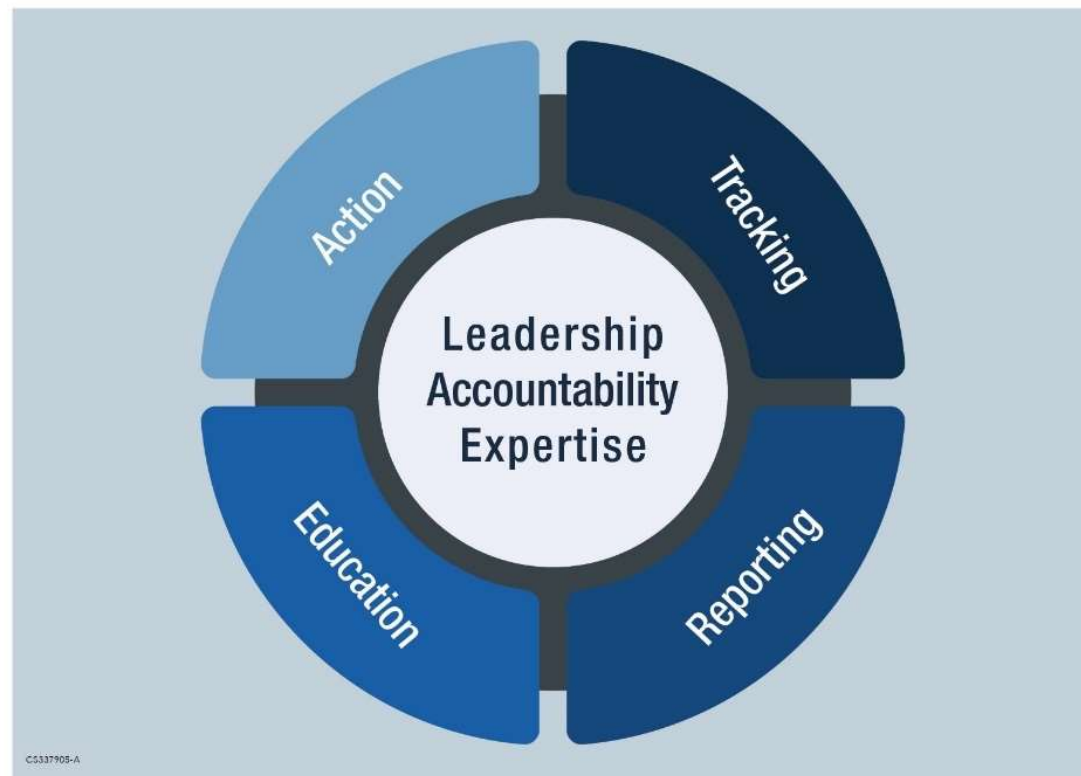 Action
Tracking
Leadership
Accountability
Expertise
Education
Reporting
CS337905-A